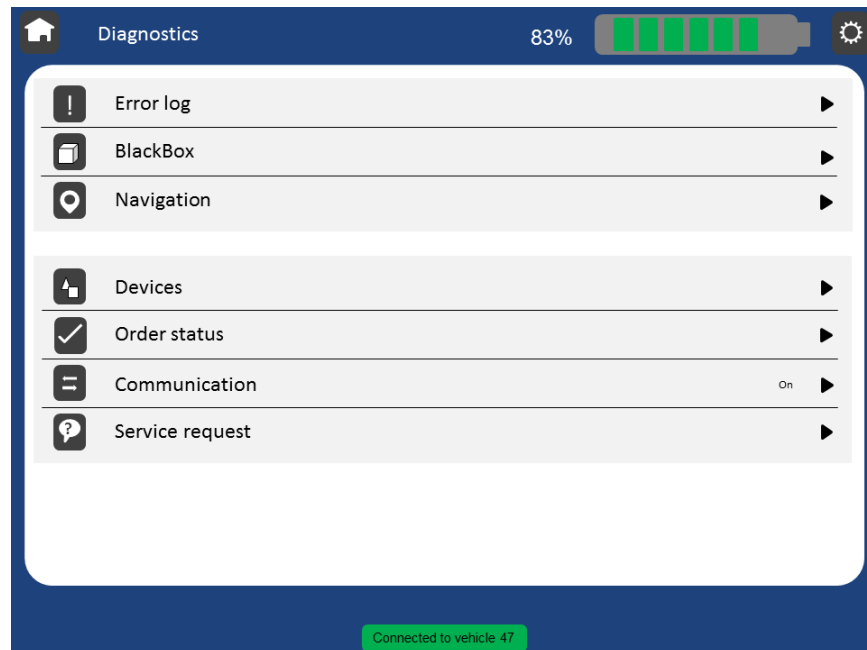 Diagnostics 83%
Error log
BlackBox
Navigation
Devices
Order status
Communication On
Service request
Connected to vehicle 47